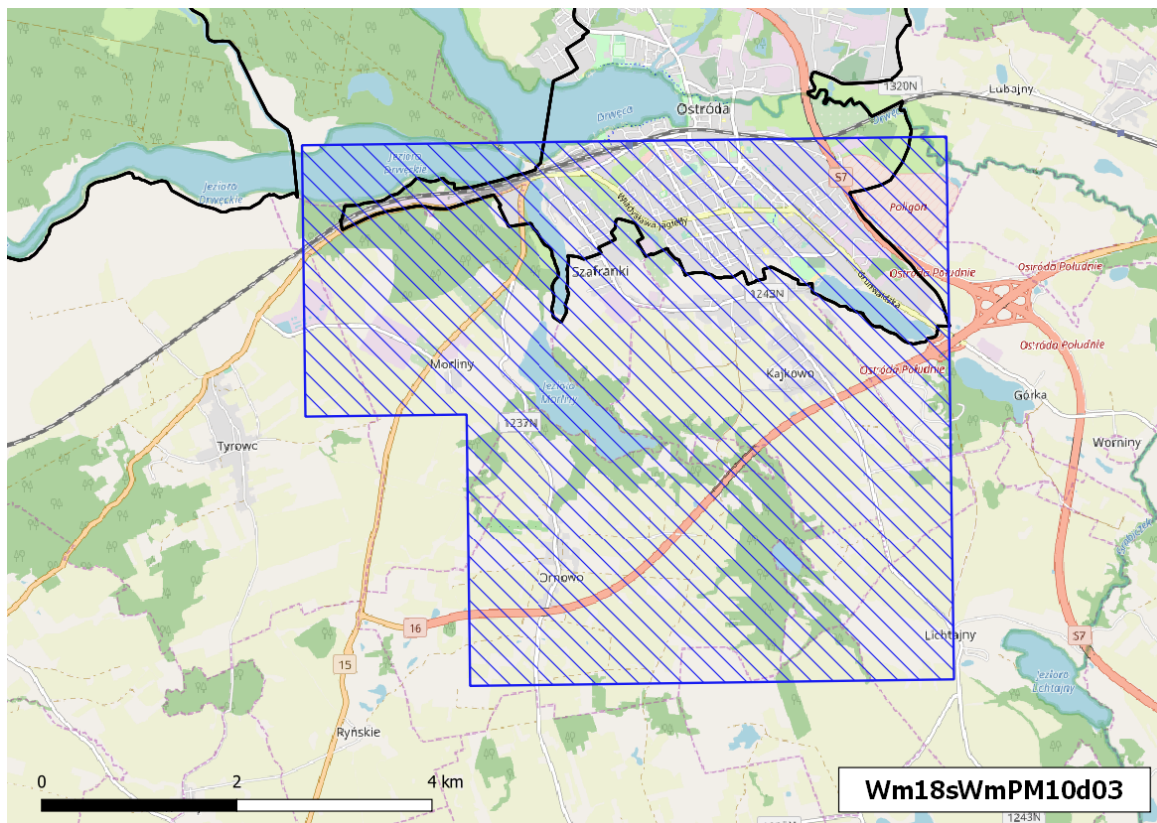 1320N
Lubajny
Ostróda
Drwęca
Drwęckie
Jezioro
Drwęckie
Jezioro
Drwęckie
S7
Poligon
Władysława Jagiełły
Szafranki
1243N
Grunwaldzka
Ostróda Południe
Ostróda Południe
Ostróda Południe
Ostróda Południe
Morliny
Jezioro
Morliny
Kajkowo
Górka
1237N
Tyrowo
Worniny
Grabiczek
Ornowo
16
Lichtajny
S7
15
Jezioro
Lichtajny
Ryńskie
0 2 4 km
Wm18sWmPM10d03
1243N